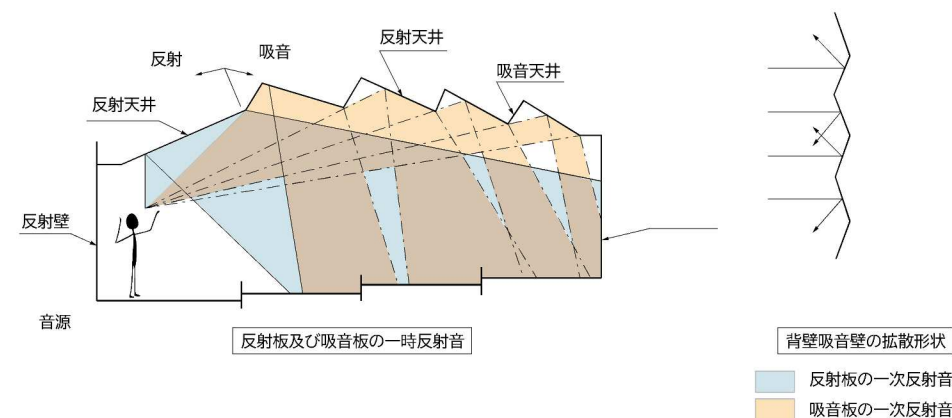 反射天井
吸音
反射
吸音天井
反射天井
反射壁
音源
反射板及び吸音板の一時反射音
背壁吸音壁の拡散形状
反射板の一次反射音
吸音板の一次反射音